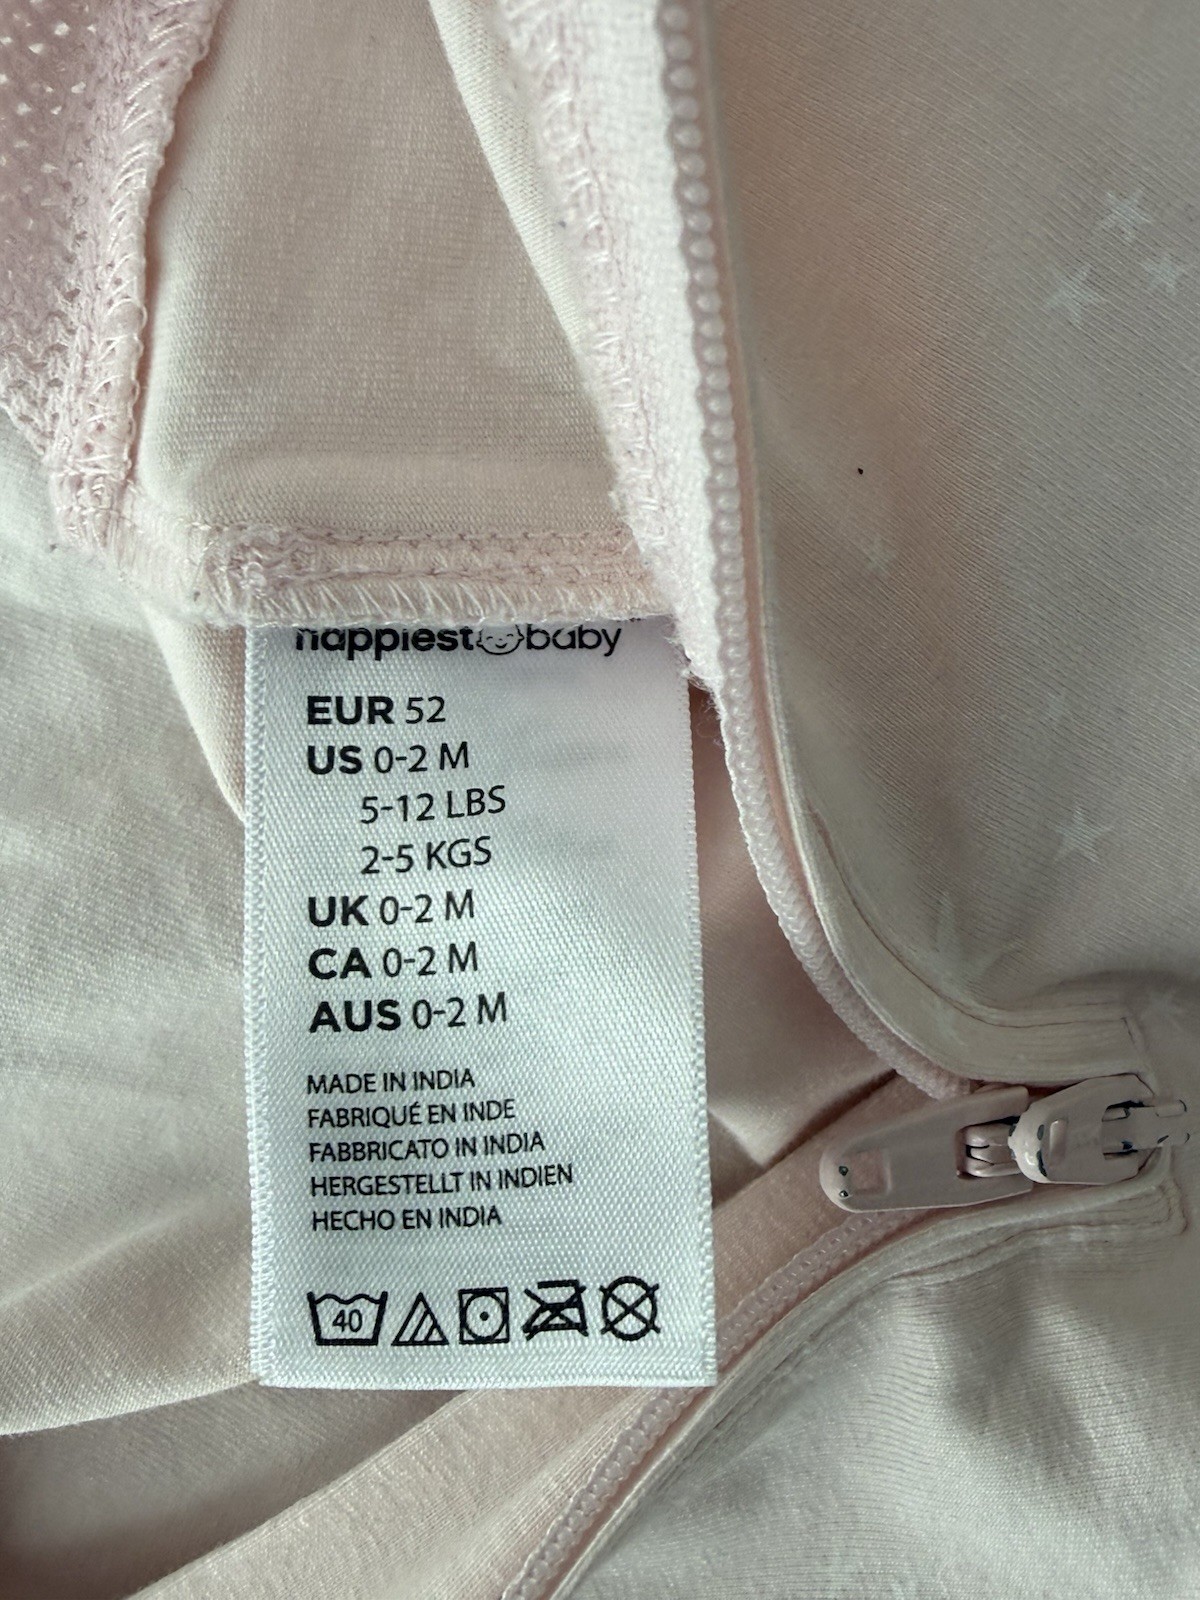 happiest baby™
EUR 52
US 0-2 M
5-12 LBS
2-5 KGS
UK 0-2 M
CA 0-2 M
AUS 0-2 M
MADE IN INDIA
FABRIQUÉ EN INDE
FABBRICATO IN INDIA
HERGESTELLT IN INDIEN
HECHO EN INDIA
40